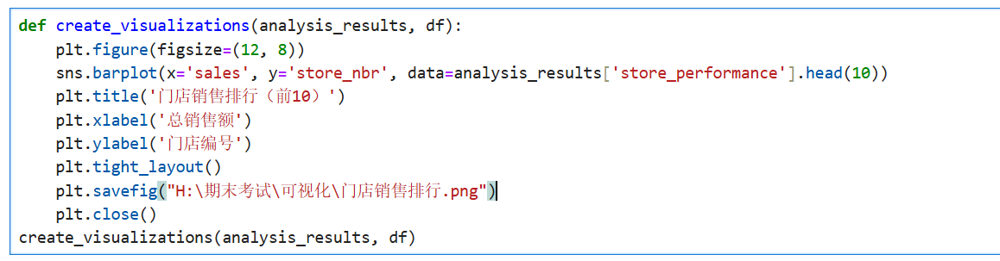 def create_visualizations(analysis_results, df):
    plt.figure(figsize=(12, 8))
    sns.barplot(x='sales', y='store_nbr', data=analysis_results['store_performance'].head(10))
    plt.title('门店销售排行（前10）')
    plt.xlabel('总销售额')
    plt.ylabel('门店编号')
    plt.tight_layout()
    plt.savefig("H:\期末考试\可视化\门店销售排行.png")
    plt.close()
create_visualizations(analysis_results, df)